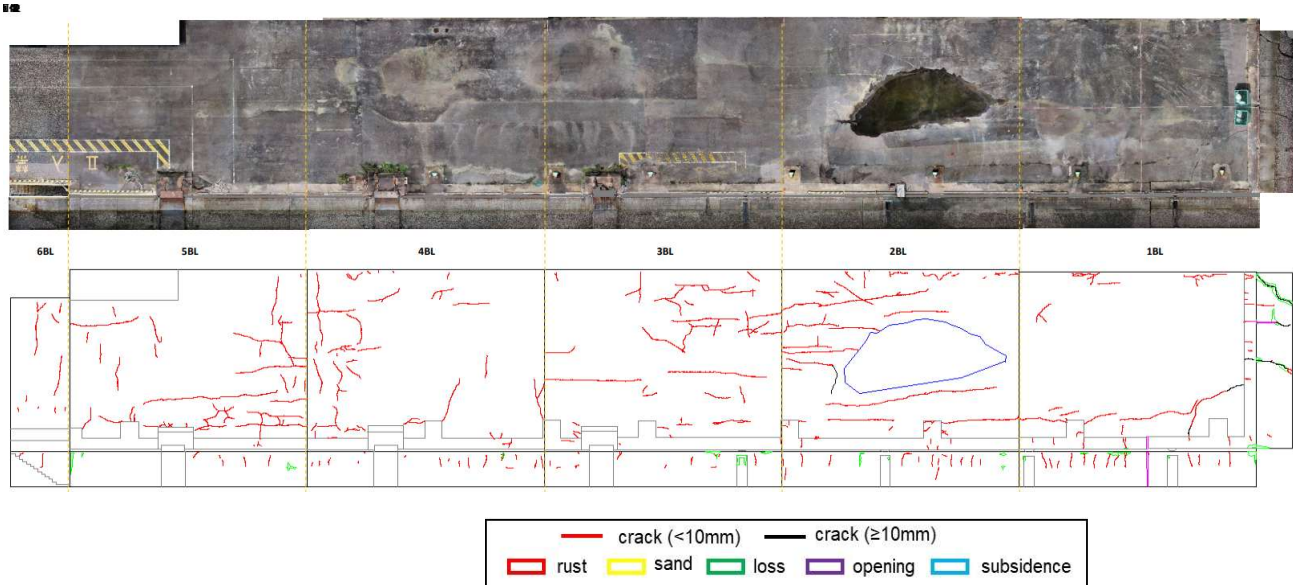 6BL 5BL 4BL 3BL 2BL 1BL
crack (<10mm) crack (≥10mm)
rust sand loss opening subsidence